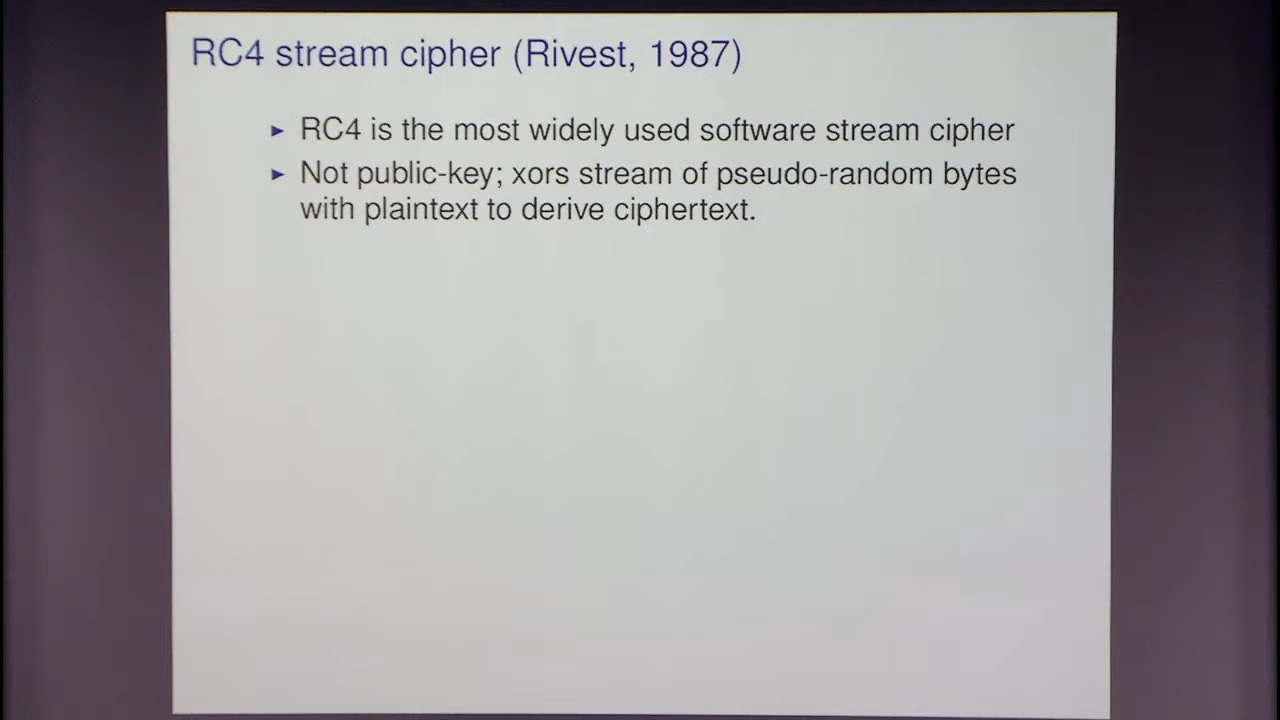 RC4 stream cipher (Rivest, 1987)
► RC4 is the most widely used software stream cipher
► Not public-key; xors stream of pseudo-random bytes
with plaintext to derive ciphertext.